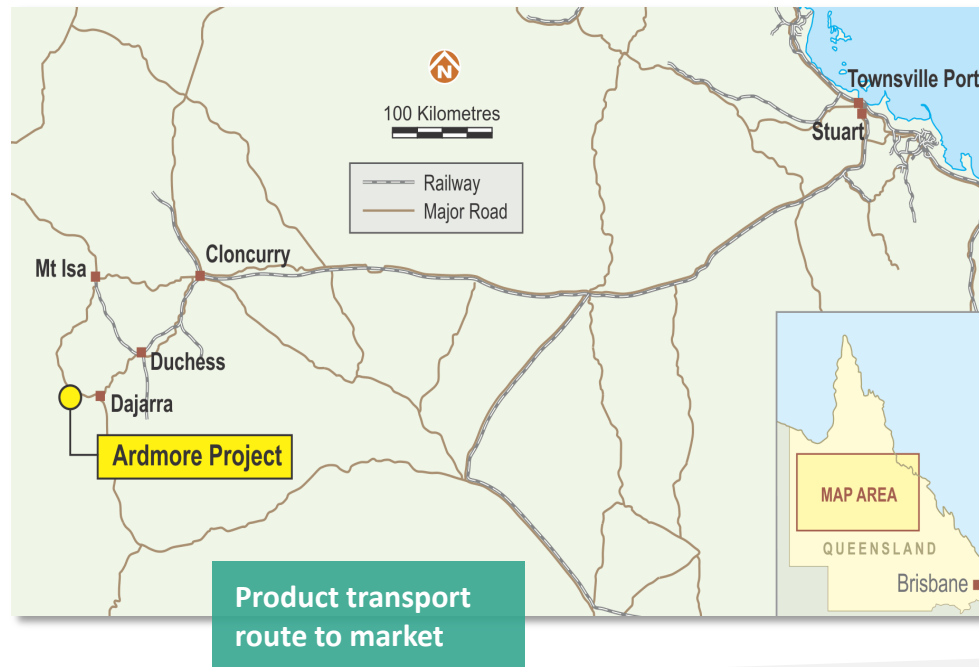 N
100 Kilometres
Railway
Major Road
Townsville Port
Stuart
Cloncurry
Mt Isa
Duchess
Dajarra
Ardmore Project
MAP AREA
QUEENSLAND
Brisbane
Product transport
route to market